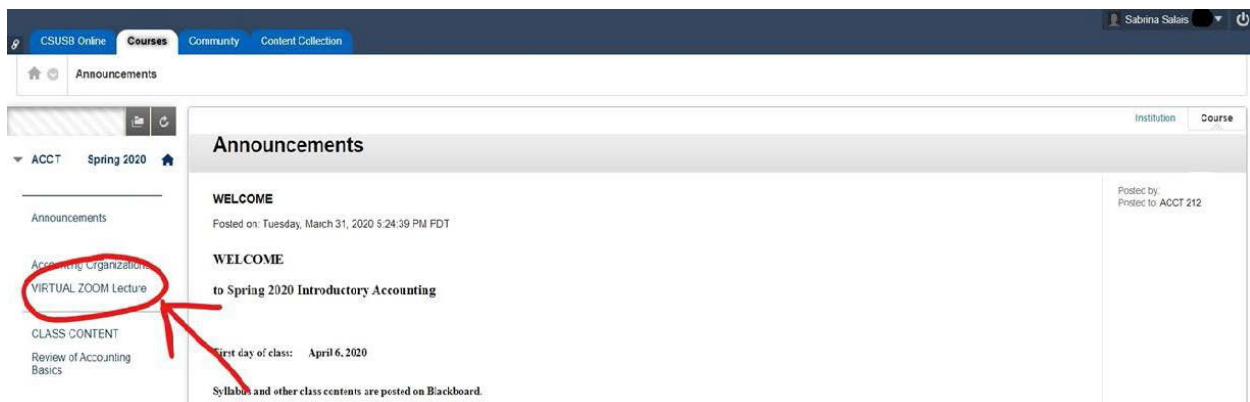 Sabrina Salais
CSUSB Online Courses Community Content Collection
Announcements
Institution Course
Announcements
ACCT Spring 2020
WELCOME
Posted on: Tuesday, March 31, 2020 5:24:39 PM PDT
Posted by:
Posted to: ACCT 212
Announcements
WELCOME
Accounting Organizations
VIRTUAL ZOOM Lecture
to Spring 2020 Introductory Accounting
CLASS CONTENT
Review of Accounting
Basics
First day of class: April 6, 2020
Syllabus and other class contents are posted on Blackboard.